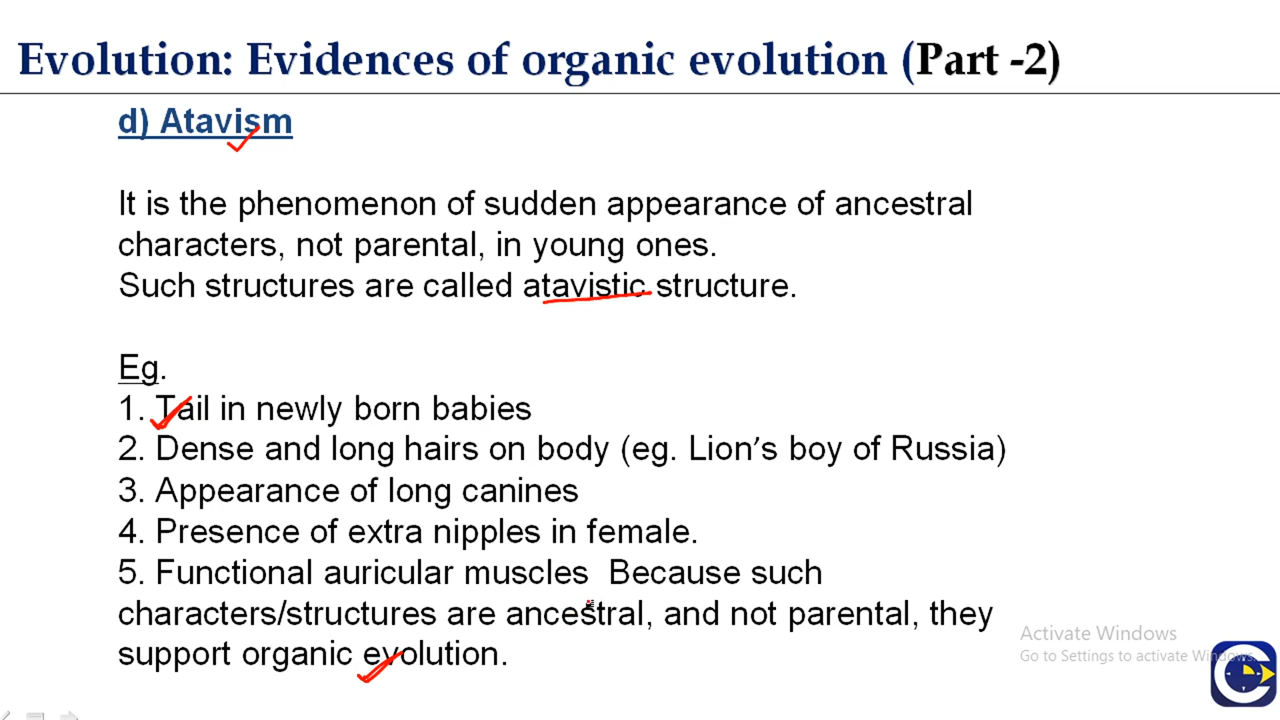 Evolution: Evidences of organic evolution (Part -2)
d) Atavism
It is the phenomenon of sudden appearance of ancestral
characters, not parental, in young ones.
Such structures are called atavistic structure.
Eg.
1. Tail in newly born babies
2. Dense and long hairs on body (eg. Lion’s boy of Russia)
3. Appearance of long canines
4. Presence of extra nipples in female.
5. Functional auricular muscles  Because such
characters/structures are ancestral, and not parental, they
support organic evolution.
Activate Windows
Go to Settings to activate Windows.